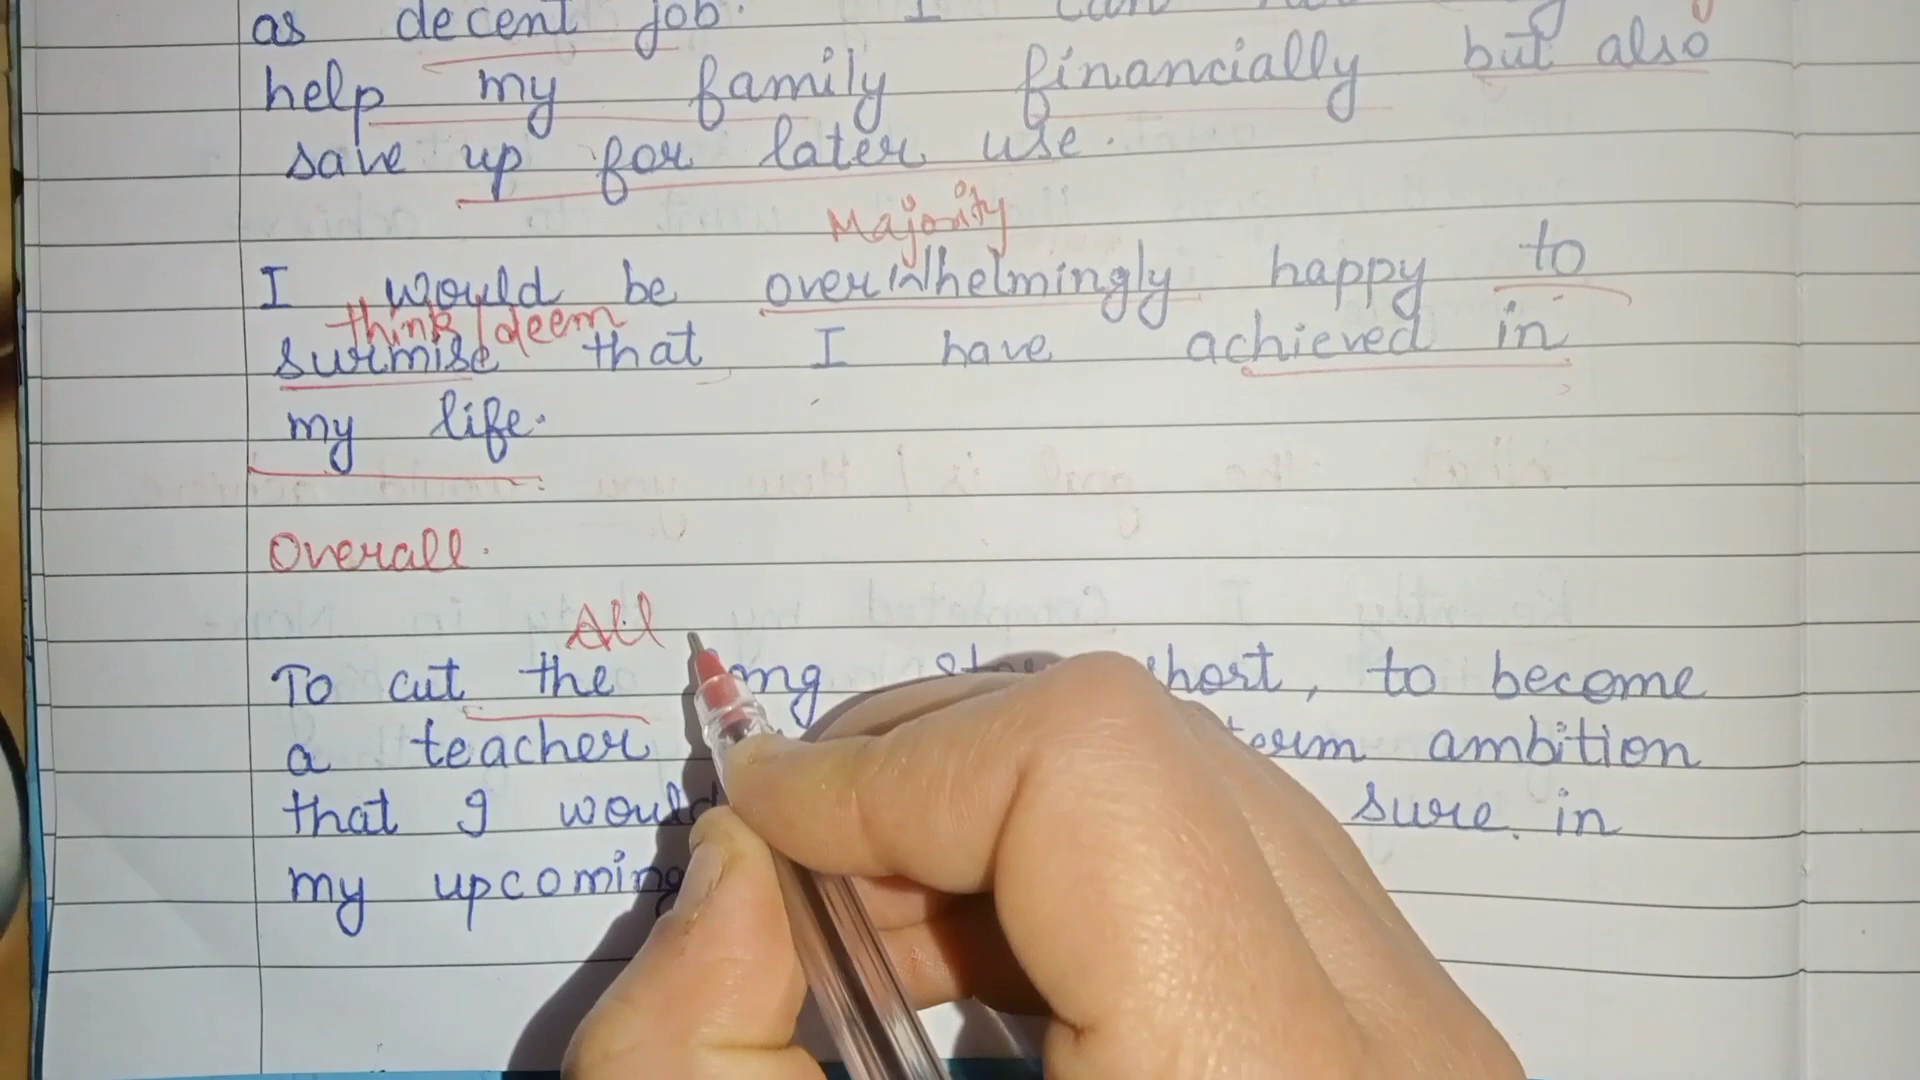 as decent job. I can
help my family financially but also
save up for later use.
Majority
I would be overwhelmingly happy to
think/deem
surmise that I have achieved in
my life.
Overall.
All
To cut the short, to become
a teacher ambition
that I would sure in
my upcoming